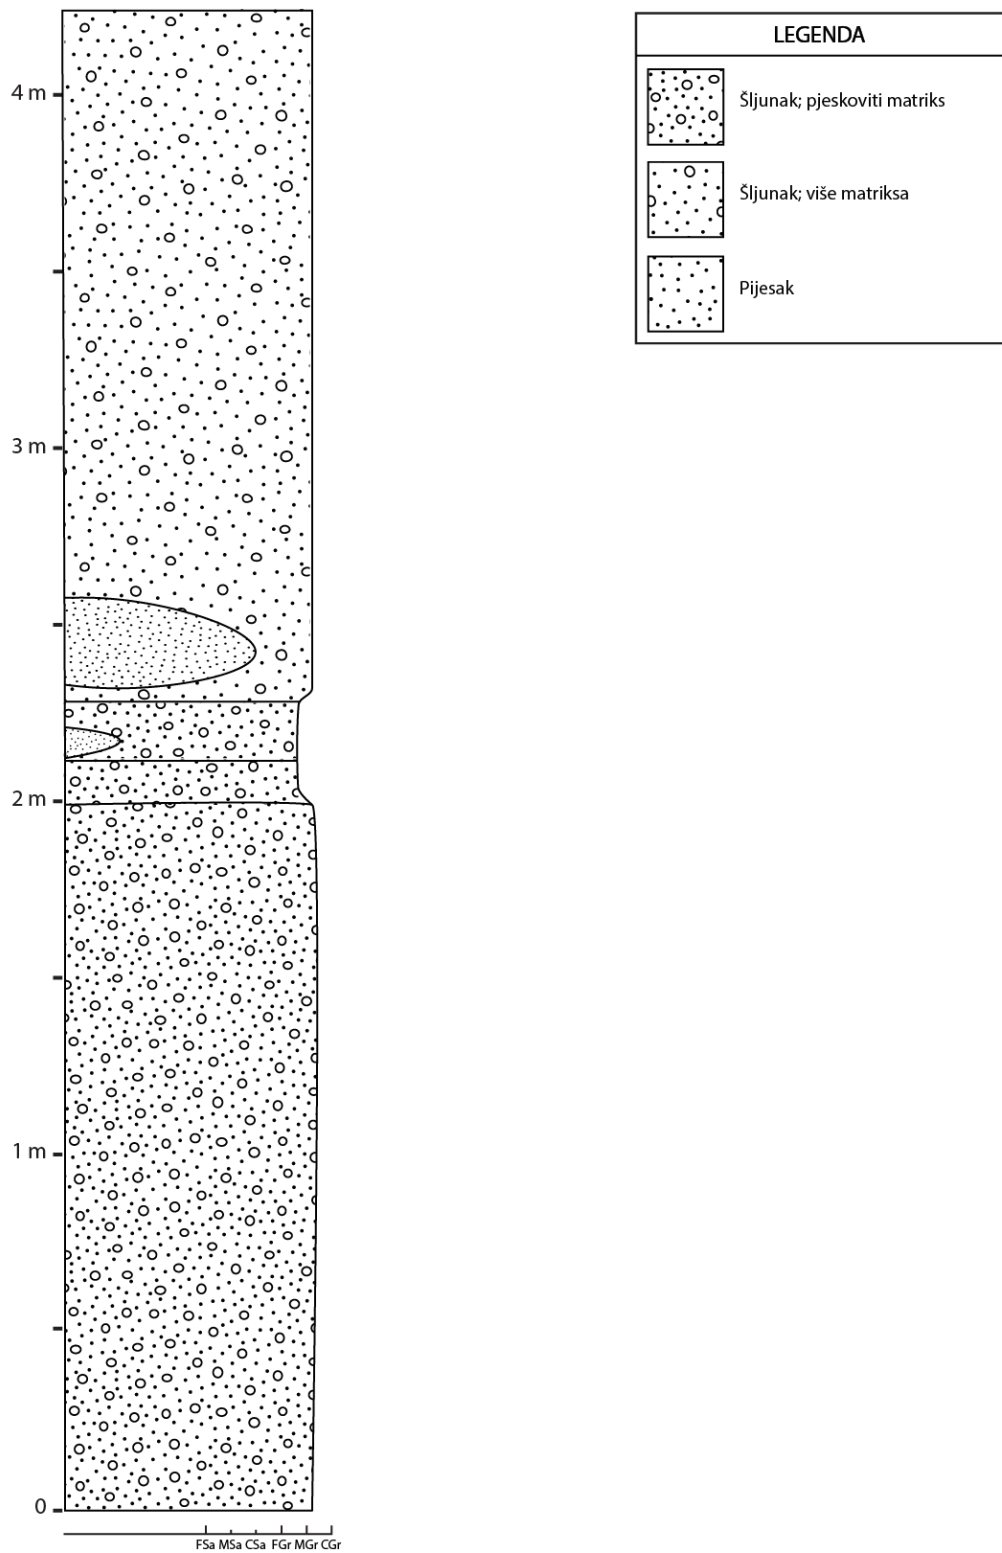 4 m
3 m
2 m
1 m
0
FSa MSa CSa FGr MGr CGr
LEGENDA
Šljunak; pjeskoviti matriks
Šljunak; više matriksa
Pijesak